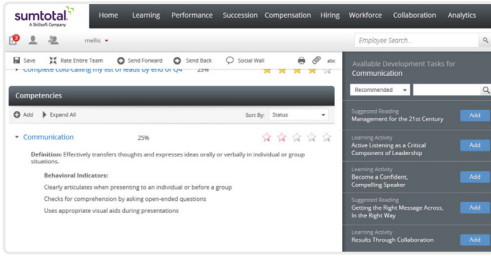 sumtotal
A Skillsoft Company
Home Learning Performance Succession Compensation Hiring Workforce Collaboration Analytics
mellis
Employee Search...
Save Rate Entire Team Send Forward Send Back Social Wall abc
Complete cold-calling my list of leads by end of Q4 25%
Competencies
Add Expand All
Sort By: Status
Communication 25%
Definition: Effectively transfers thoughts and expresses ideas orally or verbally in individual or group
situations.
Behavioral Indicators:
Clearly articulates when presenting to an individual or before a group
Checks for comprehension by asking open-ended questions
Uses appropriate visual aids during presentations
Available Development Tasks for
Communication
Recommended
Suggested Reading
Management for the 21st Century
Add
Learning Activity
Active Listening as a Critical
Component of Leadership
Add
Learning Activity
Become a Confident,
Compelling Speaker
Add
Suggested Reading
Getting the Right Message Across,
In the Right Way
Add
Learning Activity
Results Through Collaboration
Add